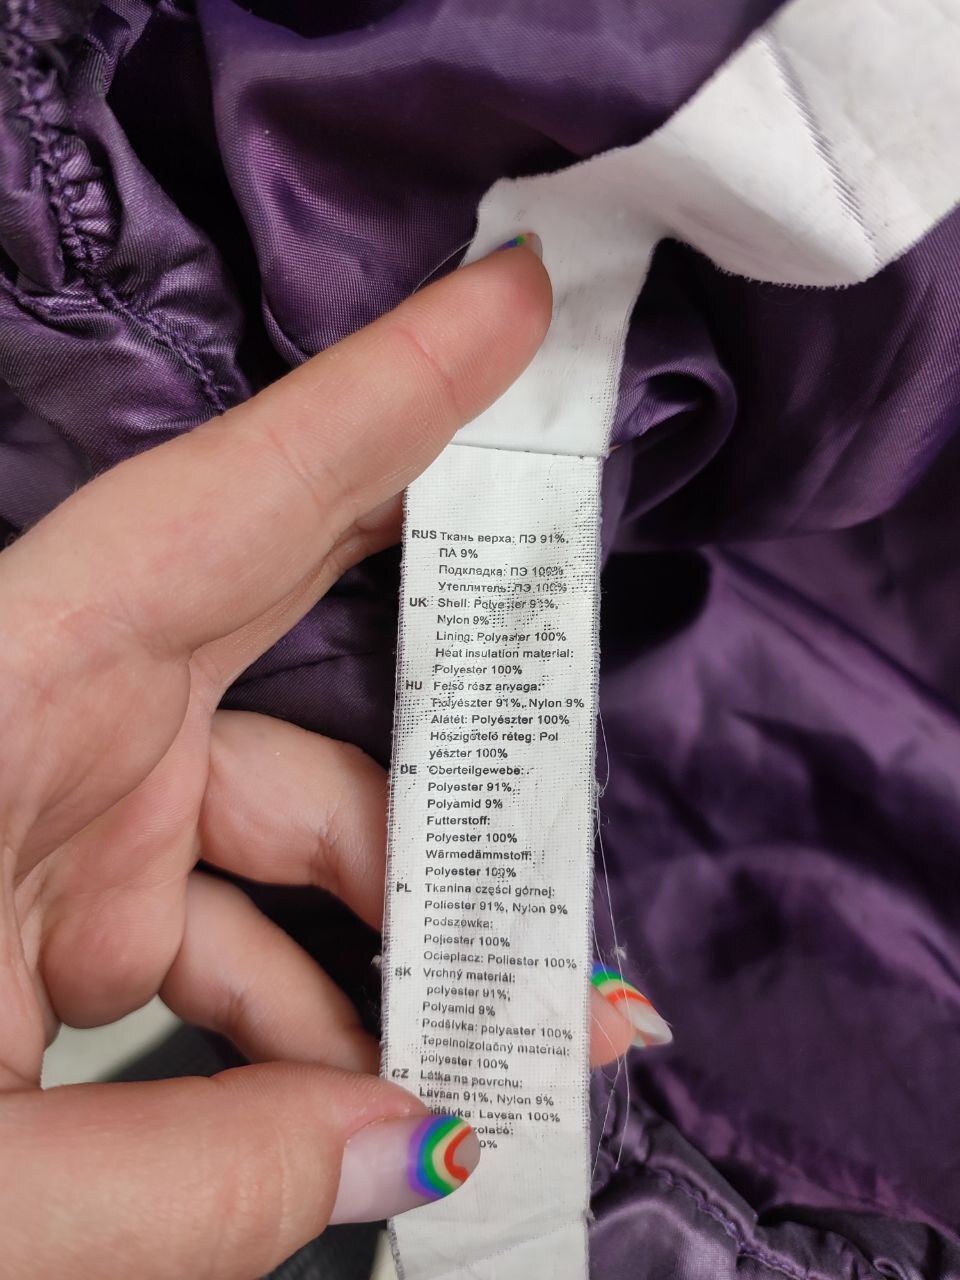 RUS Ткань верха: ПЭ 91%,
ПА 9%
Подкладка: ПЭ 100%
Утеплитель: ПЭ 100%
UK Shell: Polyester 91%,
Nylon 9%
Lining: Polyester 100%
Heat insulation material:
Polyester 100%
HU Felső rész anyaga:
Polyészter 91%, Nylon 9%
Alátét: Polyészter 100%
Hőszigetelő réteg: Pol
yészter 100%
DE Oberteilgewebe:
Polyester 91%,
Polyamid 9%
Futterstoff:
Polyester 100%
Wärmedämmstoff:
Polyester 100%
PL Tkanina części górnej:
Poliester 91%, Nylon 9%
Podszewka:
Poliester 100%
Ocieplacz: Poliester 100%
SK Vrchný materiál:
polyester 91%,
Polyamid 9%
Podšívka: polyaster 100%
Tepelnoizolačný materiál:
polyester 100%
CZ Látka na povrchu:
Lavsan 91%, Nylon 9%
Podšívka: Lavsan 100%
0%